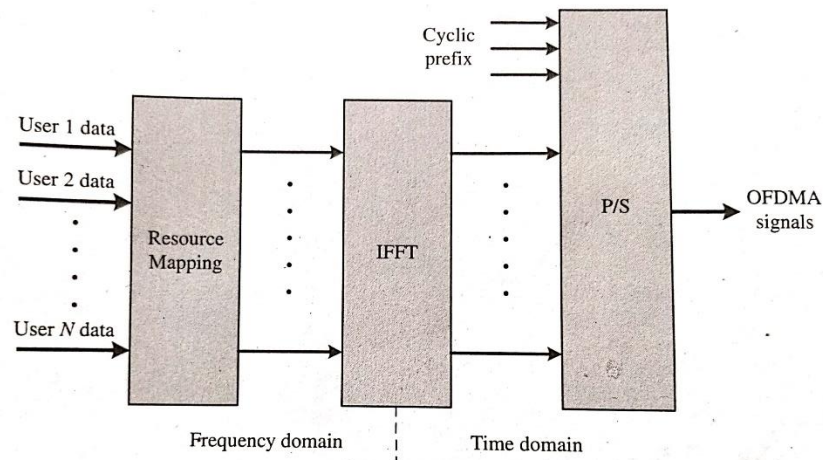 Cyclic
prefix
User 1 data
User 2 data
Resource
Mapping
User N data
IFFT
P/S
OFDMA
signals
Frequency domain
Time domain